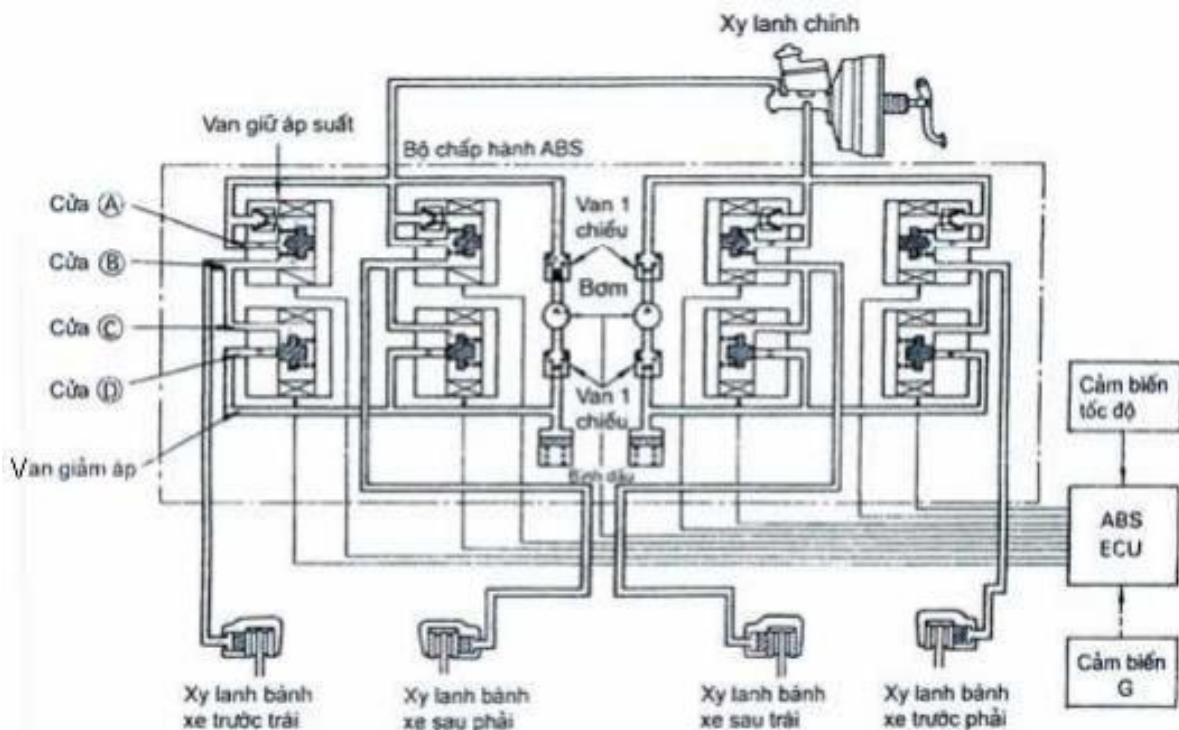 Xy lanh chính
Van giữ áp suất
Bộ chấp hành ABS
Cửa Ⓐ
Cửa Ⓑ
Cửa Ⓒ
Cửa Ⓓ
Van giảm áp
Van 1
chiều
Bơm
Van 1
chiều
Bình dầu
Cảm biến
tốc độ
ABS
ECU
Cảm biến
G
Xy lanh bánh
xe trước trái
Xy lanh bánh
xe sau phải
Xy lanh bánh
xe sau trái
Xy lanh bánh
xe trước phải